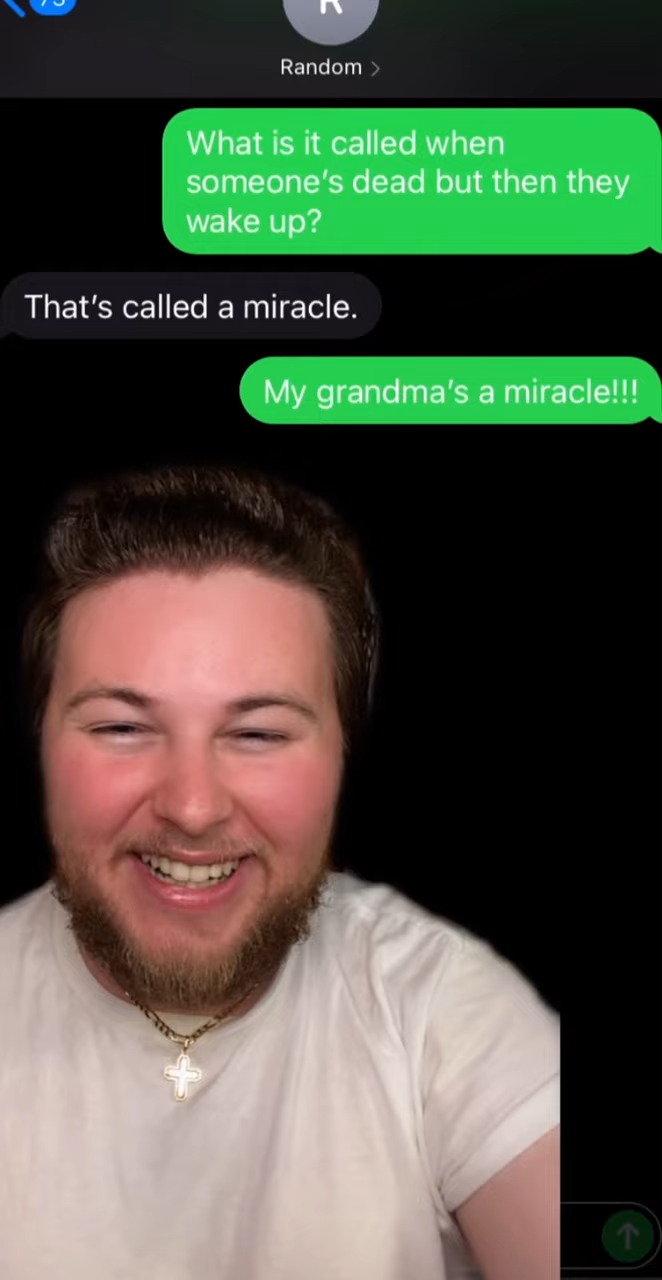 73
R
Random
What is it called when
someone’s dead but then they
wake up?
That’s called a miracle.
My grandma’s a miracle!!!